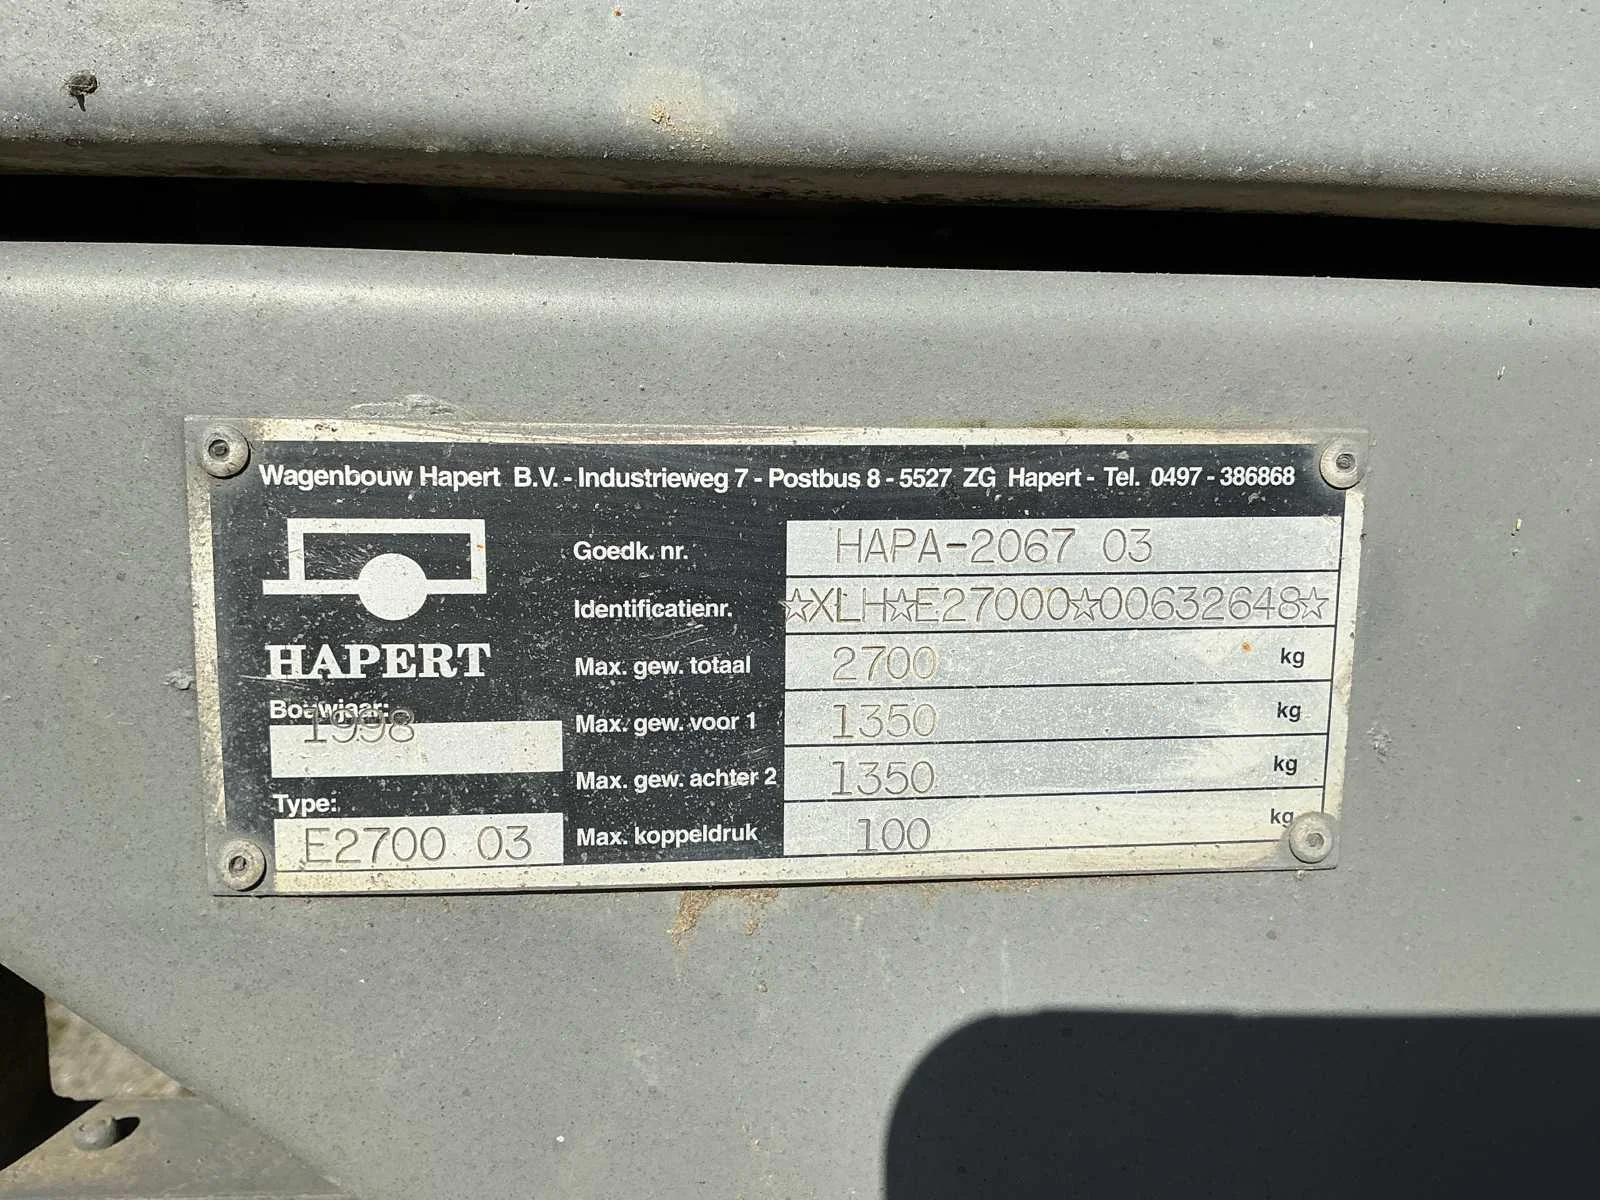 Wagenbouw Hapert B.V. - Industrieweg 7 - Postbus 8 - 5527 ZG Hapert - Tel. 0497 - 386868
HAPERT
Bouwjaar:
1998
Type:
E2700 03
Goedk. nr. HAPA-2067 03
Identificatienr. ☆XLH☆E27000☆00632648☆
Max. gew. totaal 2700 kg
Max. gew. voor 1 1350 kg
Max. gew. achter 2 1350 kg
Max. koppeldruk 100 kg